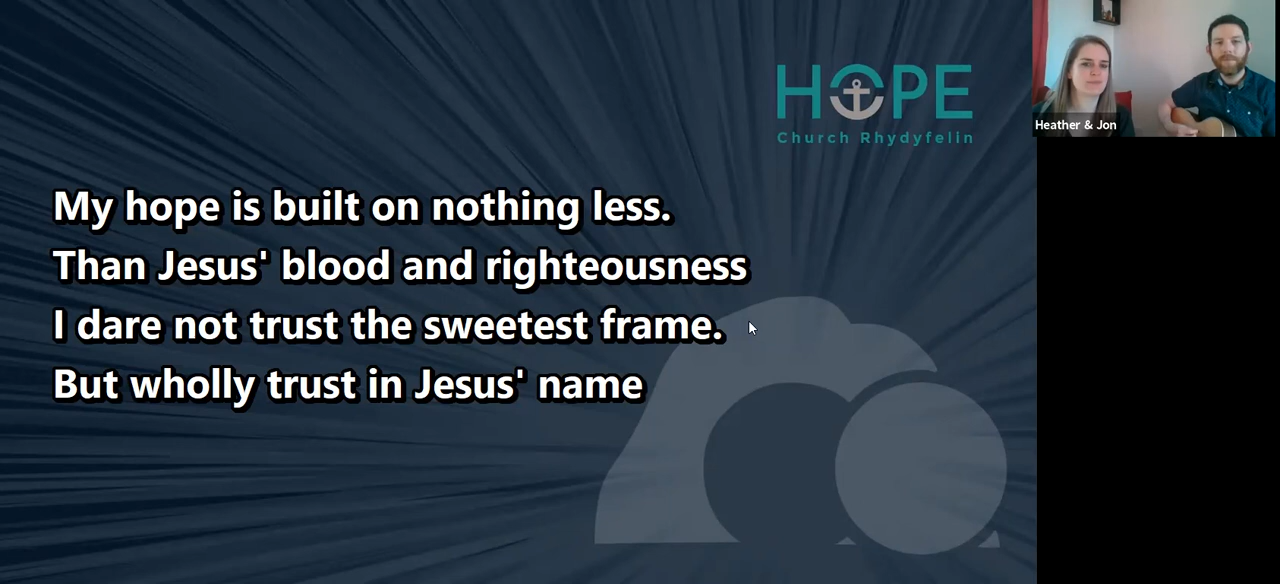 HOPE
Church Rhydyfelin
Heather & Jon
My hope is built on nothing less.
Than Jesus' blood and righteousness
I dare not trust the sweetest frame.
But wholly trust in Jesus' name